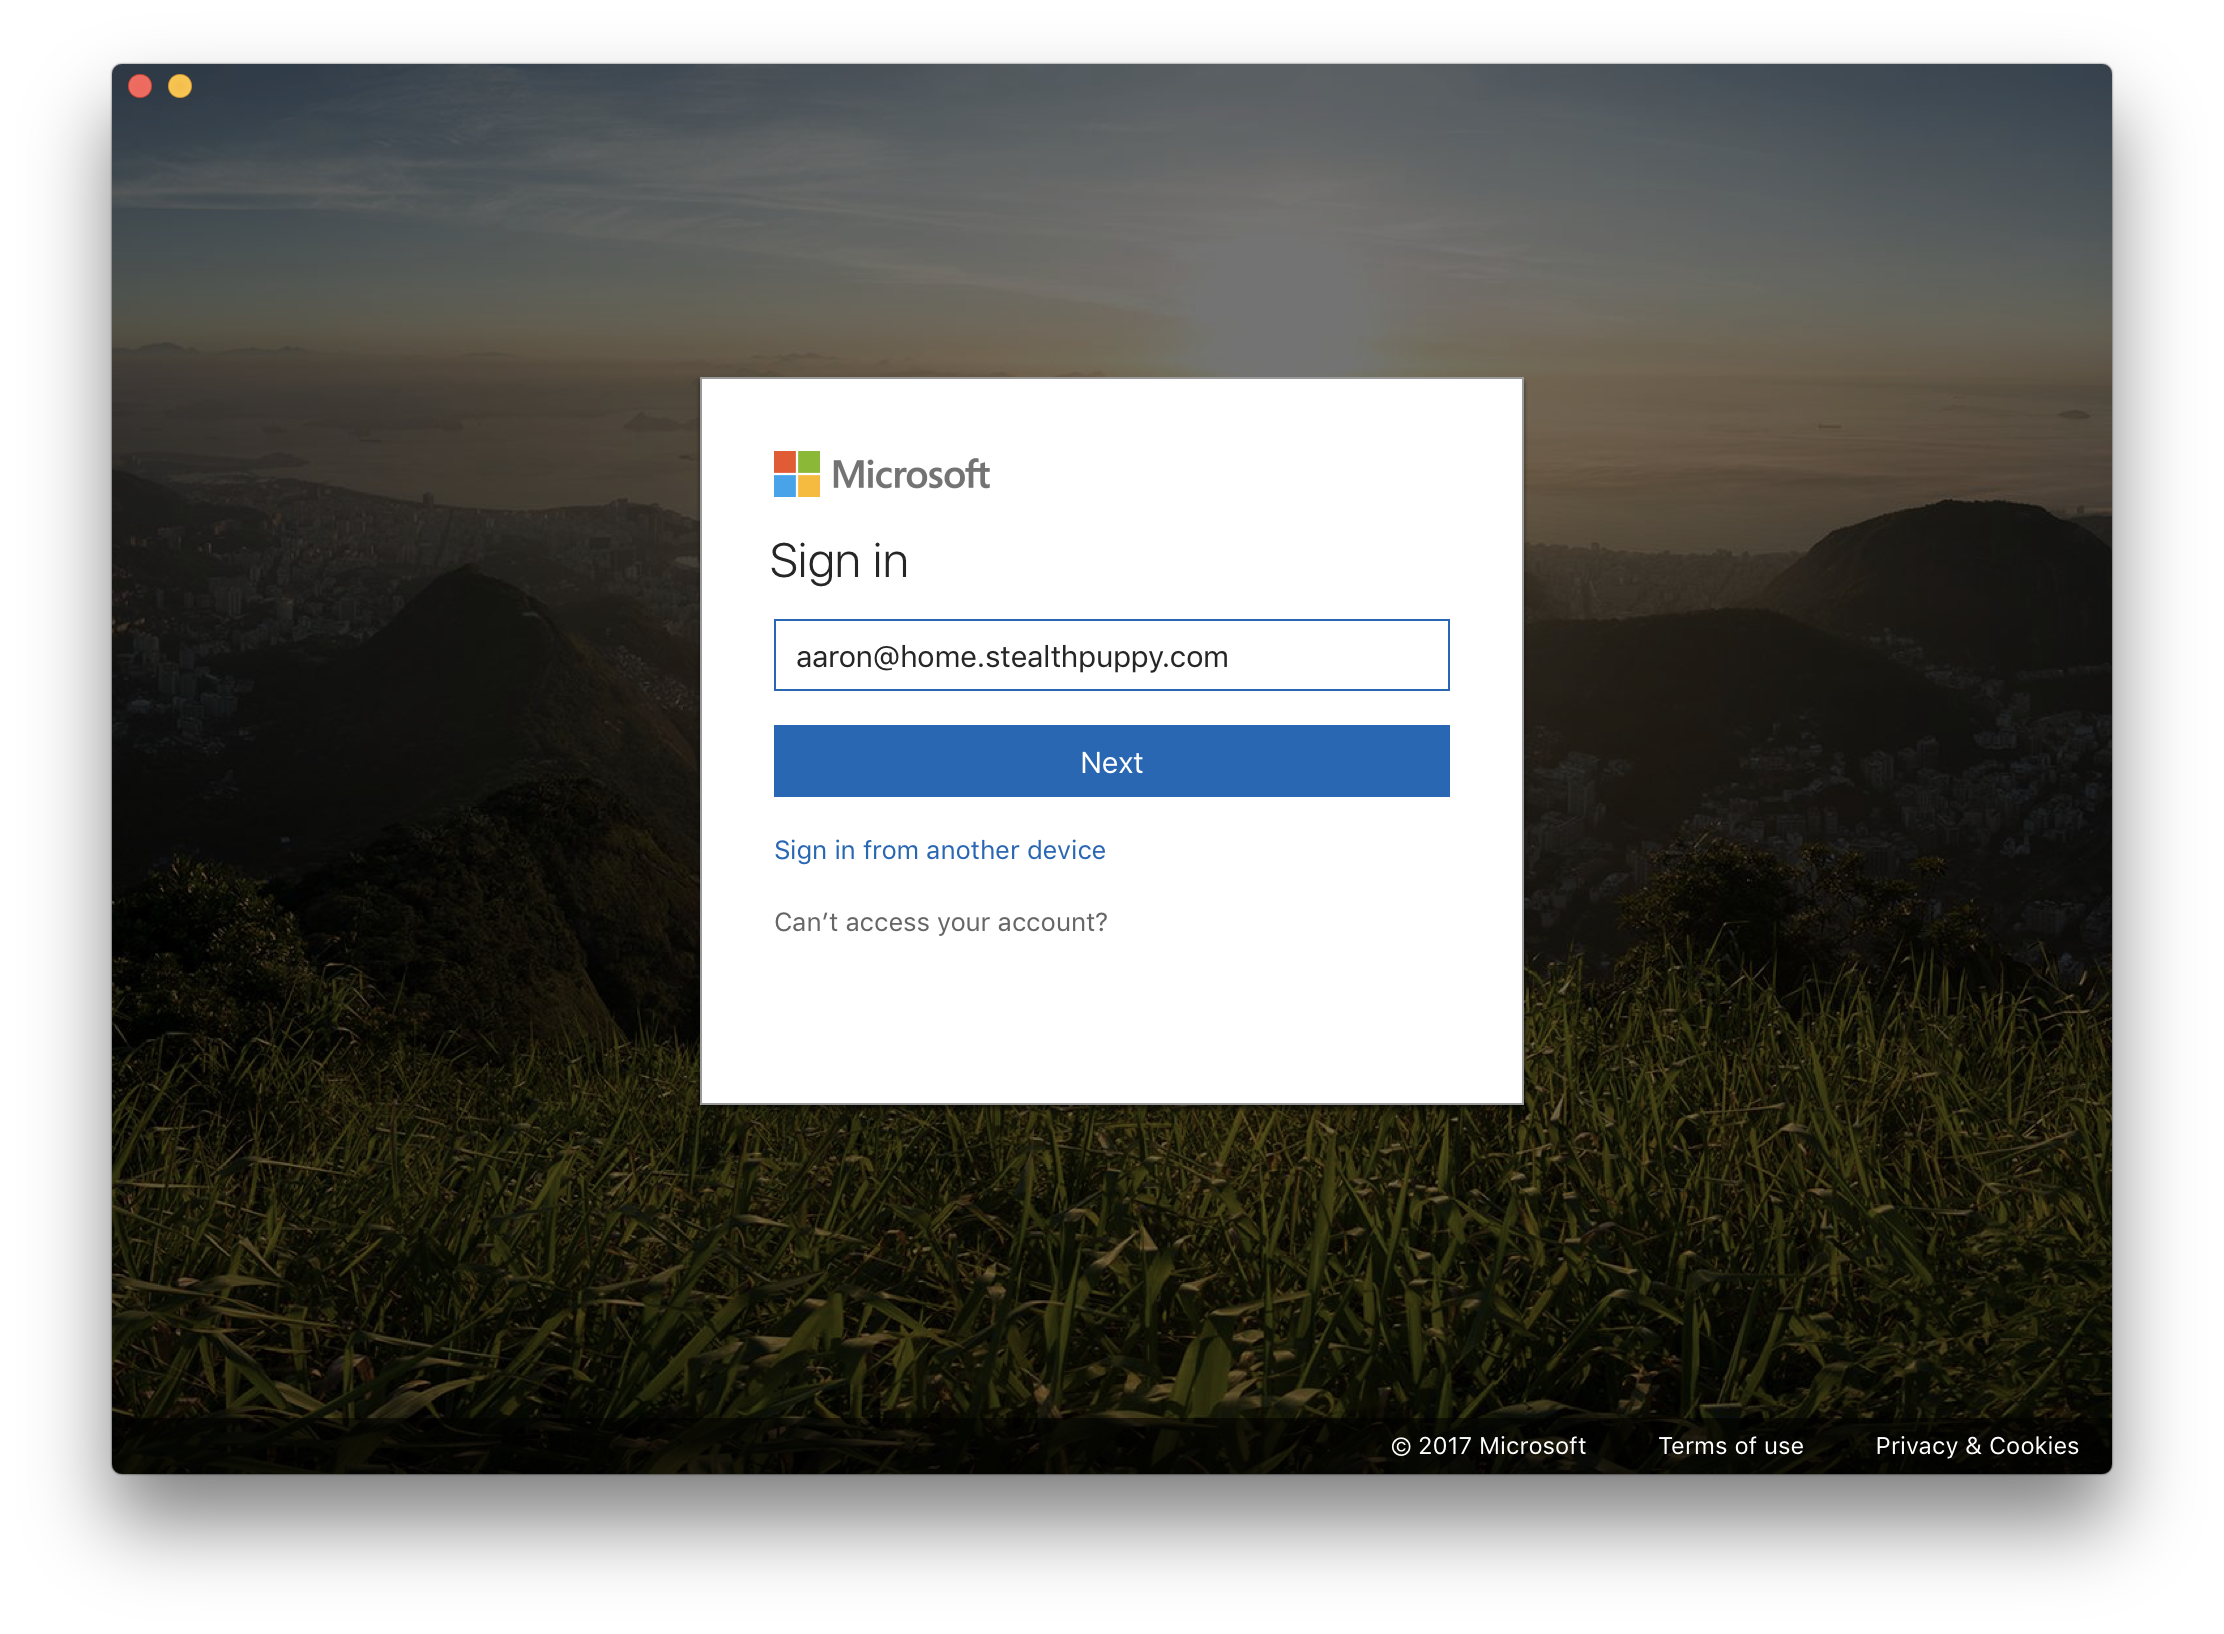 Microsoft
Sign in
aaron@home.stealthpuppy.com
Next
Sign in from another device
Can’t access your account?
© 2017 Microsoft Terms of use Privacy & Cookies